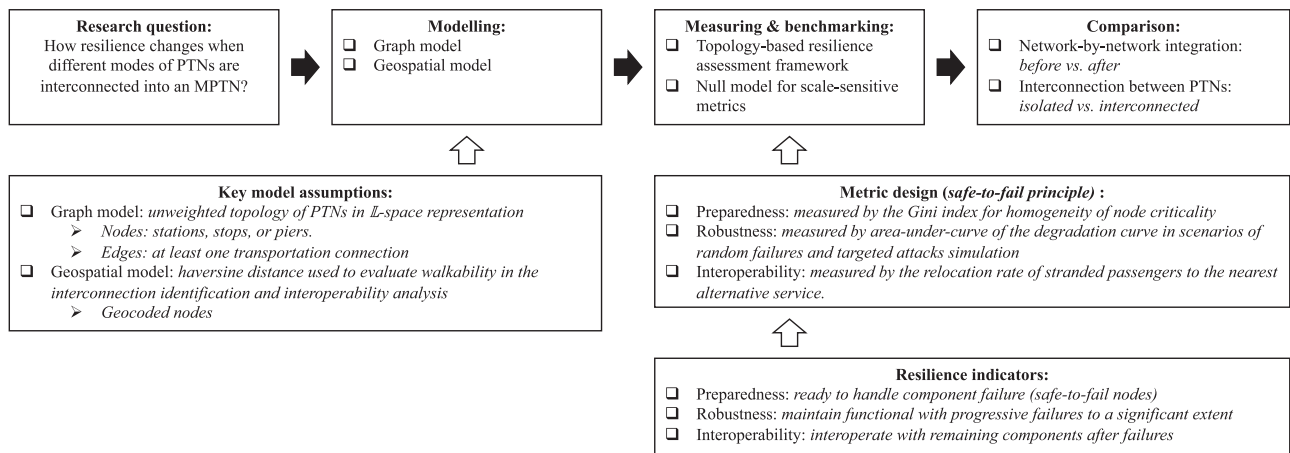 Research question:
How resilience changes when
different modes of PTNs are
interconnected into an MPTN?
Modelling:
❑ Graph model
❑ Geospatial model
Measuring & benchmarking:
❑ Topology-based resilience
assessment framework
❑ Null model for scale-sensitive
metrics
Comparison:
❑ Network-by-network integration:
before vs. after
❑ Interconnection between PTNs:
isolated vs. interconnected
Key model assumptions:
❑ Graph model: unweighted topology of PTNs in 𝕃-space representation
➢ Nodes: stations, stops, or piers.
➢ Edges: at least one transportation connection
❑ Geospatial model: haversine distance used to evaluate walkability in the
interconnection identification and interoperability analysis
➢ Geocoded nodes
Metric design (safe-to-fail principle) :
❑ Preparedness: measured by the Gini index for homogeneity of node criticality
❑ Robustness: measured by area-under-curve of the degradation curve in scenarios of
random failures and targeted attacks simulation
❑ Interoperability: measured by the relocation rate of stranded passengers to the nearest
alternative service.
Resilience indicators:
❑ Preparedness: ready to handle component failure (safe-to-fail nodes)
❑ Robustness: maintain functional with progressive failures to a significant extent
❑ Interoperability: interoperate with remaining components after failures